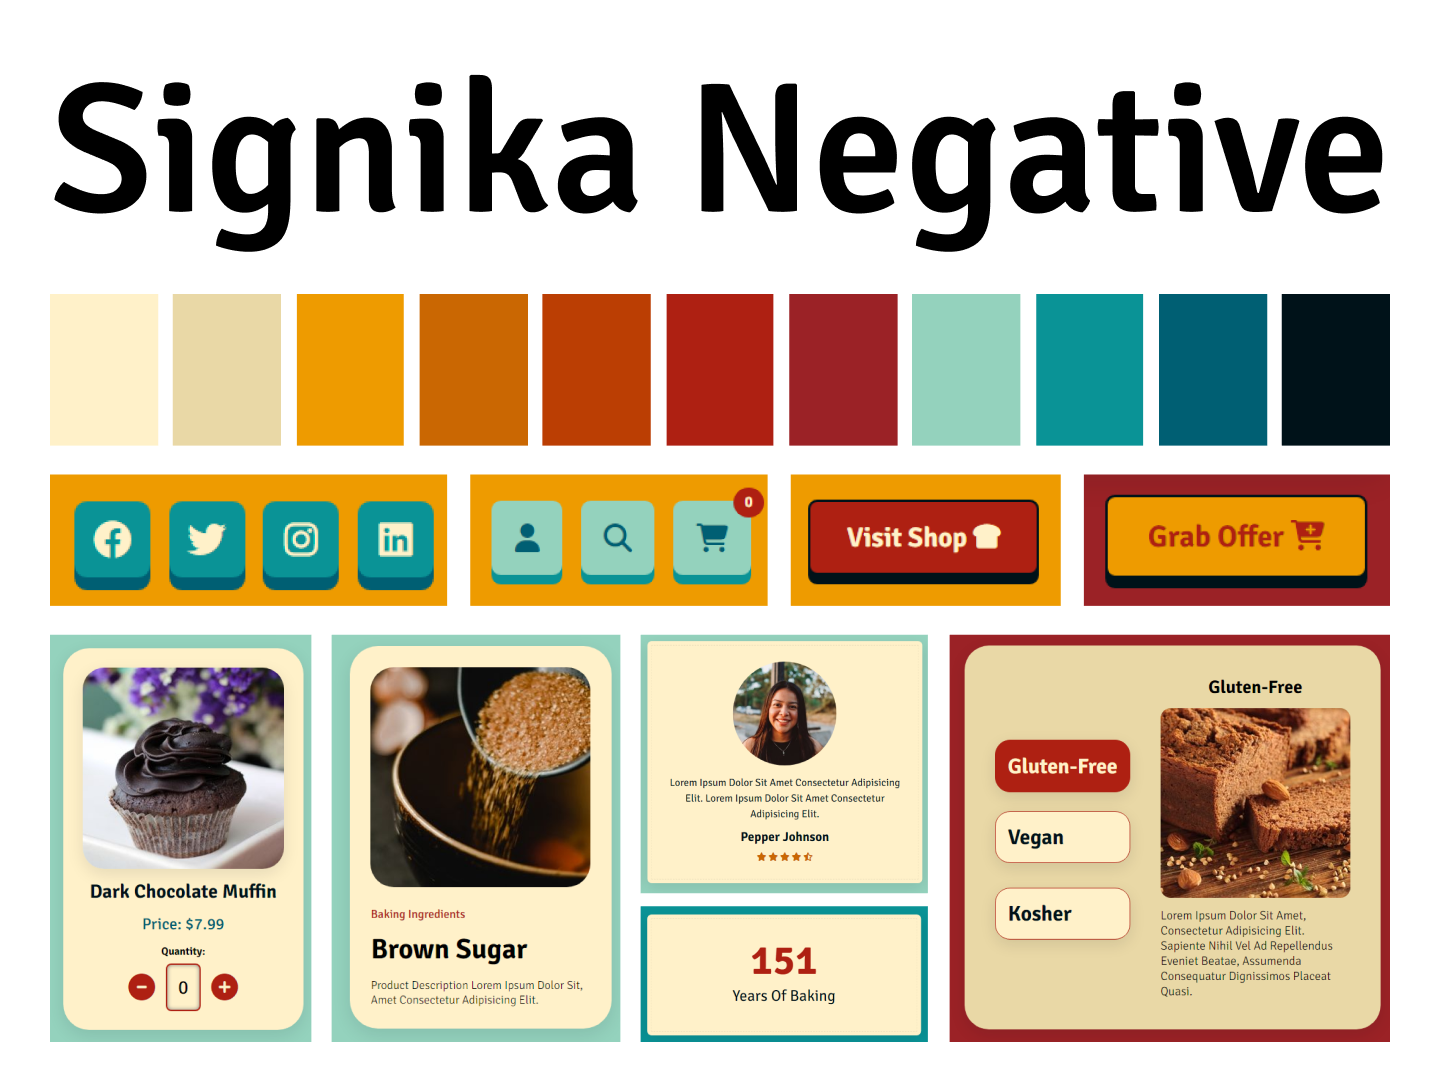 Signika Negative
0
Visit Shop
Grab Offer
Dark Chocolate Muffin
Price: $7.99
Quantity:
0
Baking Ingredients
Brown Sugar
Product Description Lorem Ipsum Dolor Sit,
Amet Consectetur Adipisicing Elit.
Lorem Ipsum Dolor Sit Amet Consectetur Adipisicing
Elit. Lorem Ipsum Dolor Sit Amet Consectetur
Adipisicing Elit.
Pepper Johnson
151
Years Of Baking
Gluten-Free
Vegan
Kosher
Gluten-Free
Lorem Ipsum Dolor Sit Amet,
Consectetur Adipisicing Elit.
Sapiente Nihil Vel Ad Repellendus
Eveniet Beatae, Assumenda
Consequatur Dignissimos Placeat
Quasi.